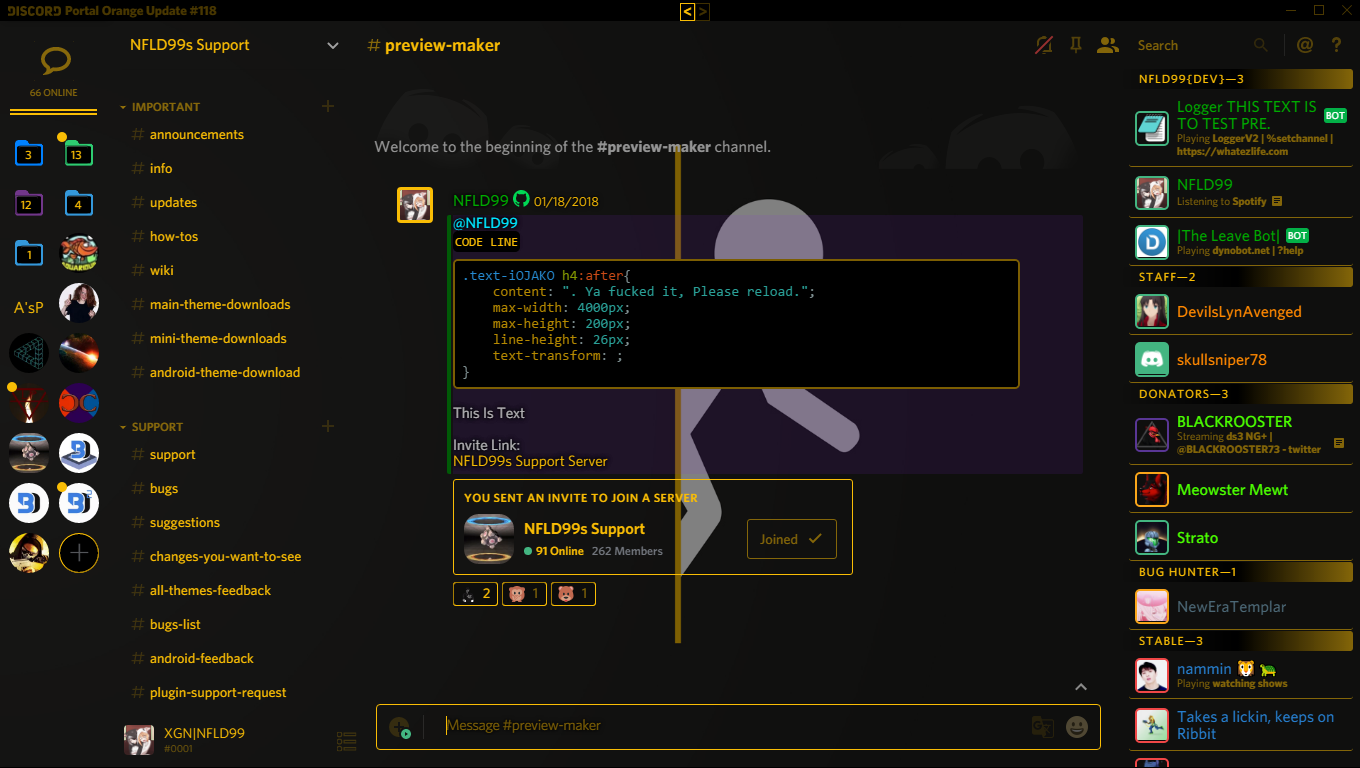 DISCORD Portal Orange Update #118
< >
NFLD99s Support
# preview-maker
Search
@ ?
66 ONLINE
3
13
12
4
1
A'sP
IMPORTANT
# announcements
# info
# updates
# how-tos
# wiki
# main-theme-downloads
# mini-theme-downloads
# android-theme-download
SUPPORT
# support
# bugs
# suggestions
# changes-you-want-to-see
# all-themes-feedback
# bugs-list
# android-feedback
# plugin-support-request
XGN|NFLD99
#0001
Welcome to the beginning of the #preview-maker channel.
NFLD99 01/18/2018
@NFLD99
CODE LINE
.text-iOJAKO h4:after{
content: ". Ya fucked it, Please reload.";
max-width: 4000px;
max-height: 200px;
line-height: 26px;
text-transform: ;
}
This Is Text
Invite Link:
NFLD99s Support Server
YOU SENT AN INVITE TO JOIN A SERVER
NFLD99s Support
91 Online 262 Members
Joined
2
1
1
Message #preview-maker
NFLD99{DEV}—3
Logger THIS TEXT IS
TO TEST PRE.
BOT
Playing LoggerV2 | %setchannel |
https://whatezlife.com
NFLD99
Listening to Spotify
|The Leave Bot| BOT
Playing dynobot.net | ?help
STAFF—2
DevilsLynAvenged
skullsniper78
DONATORS—3
BLACKROOSTER
Streaming ds3 NG+ |
@BLACKROOSTER73 - twitter
Meowster Mewt
Strato
BUG HUNTER—1
NewEraTemplar
STABLE—3
nammin
Playing watching shows
Takes a lickin, keeps on
Ribbit